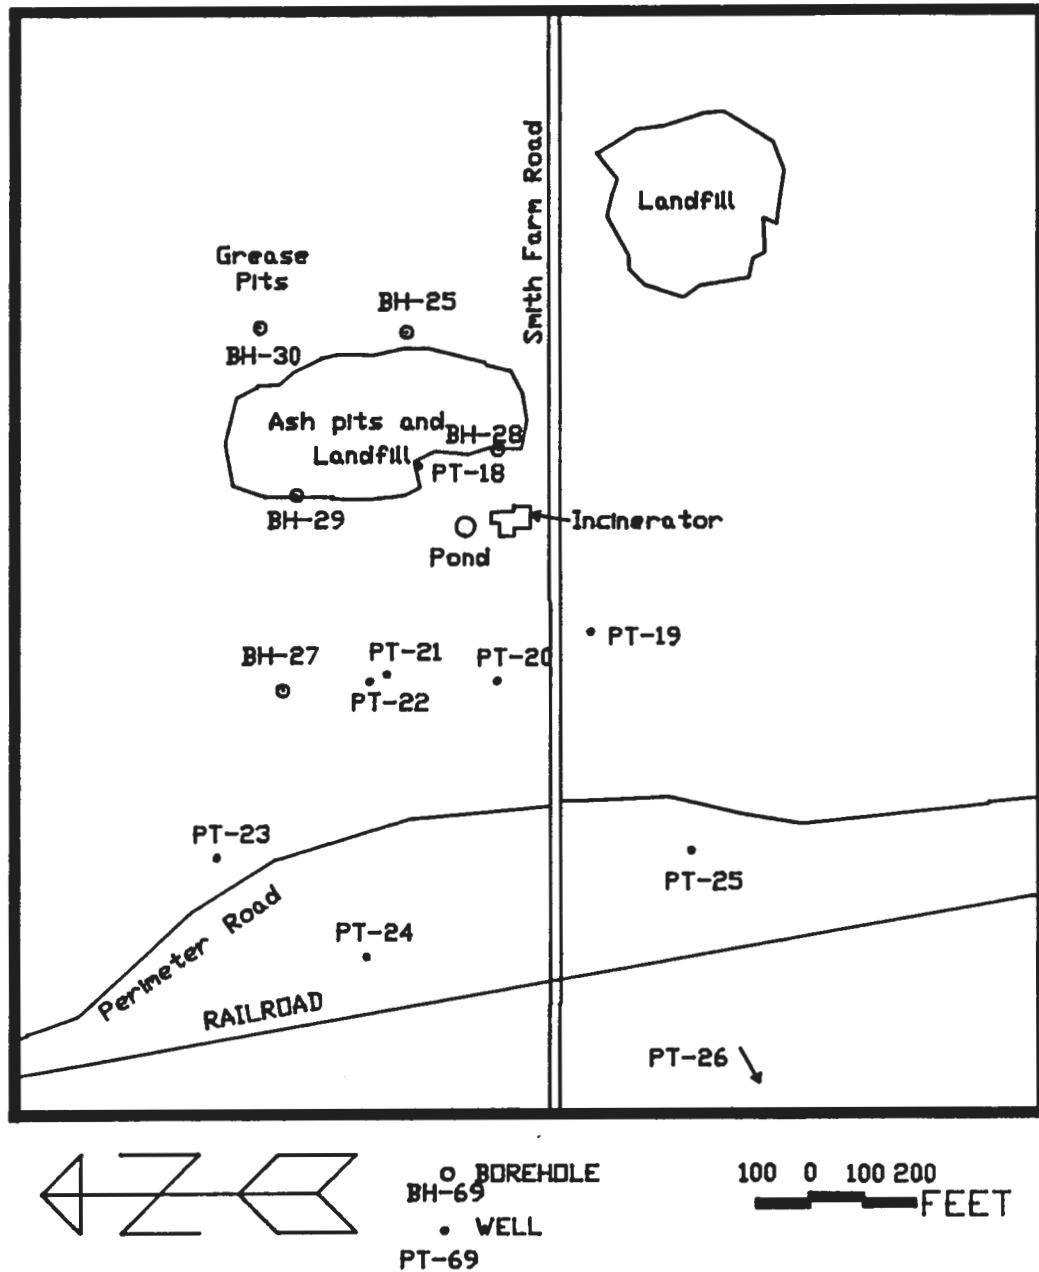 Smith Farm Road
Landfill
Grease
Pits
BH-25
BH-30
Ash pits and
Landfill
BH-28
PT-18
BH-29
Incinerator
Pond
PT-19
BH-27
PT-21
PT-20
PT-22
PT-23
PT-25
Perimeter Road
PT-24
RAILROAD
PT-26
N
BOREHOLE
BH-69
WELL
PT-69
100 0 100 200
FEET